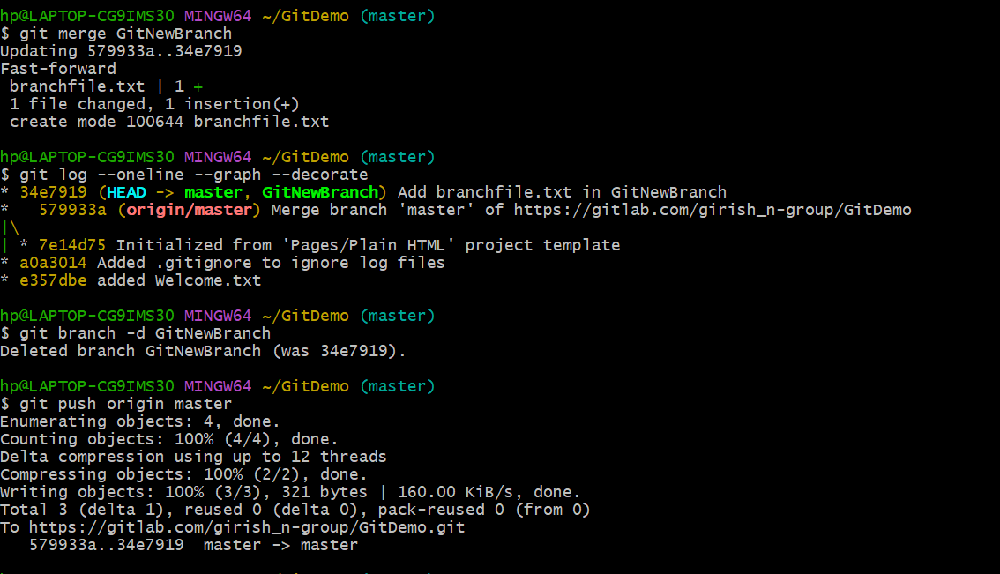 hp@LAPTOP-CG9IMS30 MINGW64 ~/GitDemo (master)
$ git merge GitNewBranch
Updating 579933a..34e7919
Fast-forward
 branchfile.txt | 1 +
 1 file changed, 1 insertion(+)
 create mode 100644 branchfile.txt

hp@LAPTOP-CG9IMS30 MINGW64 ~/GitDemo (master)
$ git log --oneline --graph --decorate
* 34e7919 (HEAD -> master, GitNewBranch) Add branchfile.txt in GitNewBranch
*   579933a (origin/master) Merge branch 'master' of https://gitlab.com/girish_n-group/GitDemo
|\
| * 7e14d75 Initialized from 'Pages/Plain HTML' project template
* a0a3014 Added .gitignore to ignore log files
* e357dbe added Welcome.txt

hp@LAPTOP-CG9IMS30 MINGW64 ~/GitDemo (master)
$ git branch -d GitNewBranch
Deleted branch GitNewBranch (was 34e7919).

hp@LAPTOP-CG9IMS30 MINGW64 ~/GitDemo (master)
$ git push origin master
Enumerating objects: 4, done.
Counting objects: 100% (4/4), done.
Delta compression using up to 12 threads
Compressing objects: 100% (2/2), done.
Writing objects: 100% (3/3), 321 bytes | 160.00 KiB/s, done.
Total 3 (delta 1), reused 0 (delta 0), pack-reused 0 (from 0)
To https://gitlab.com/girish_n-group/GitDemo.git
   579933a..34e7919  master -> master